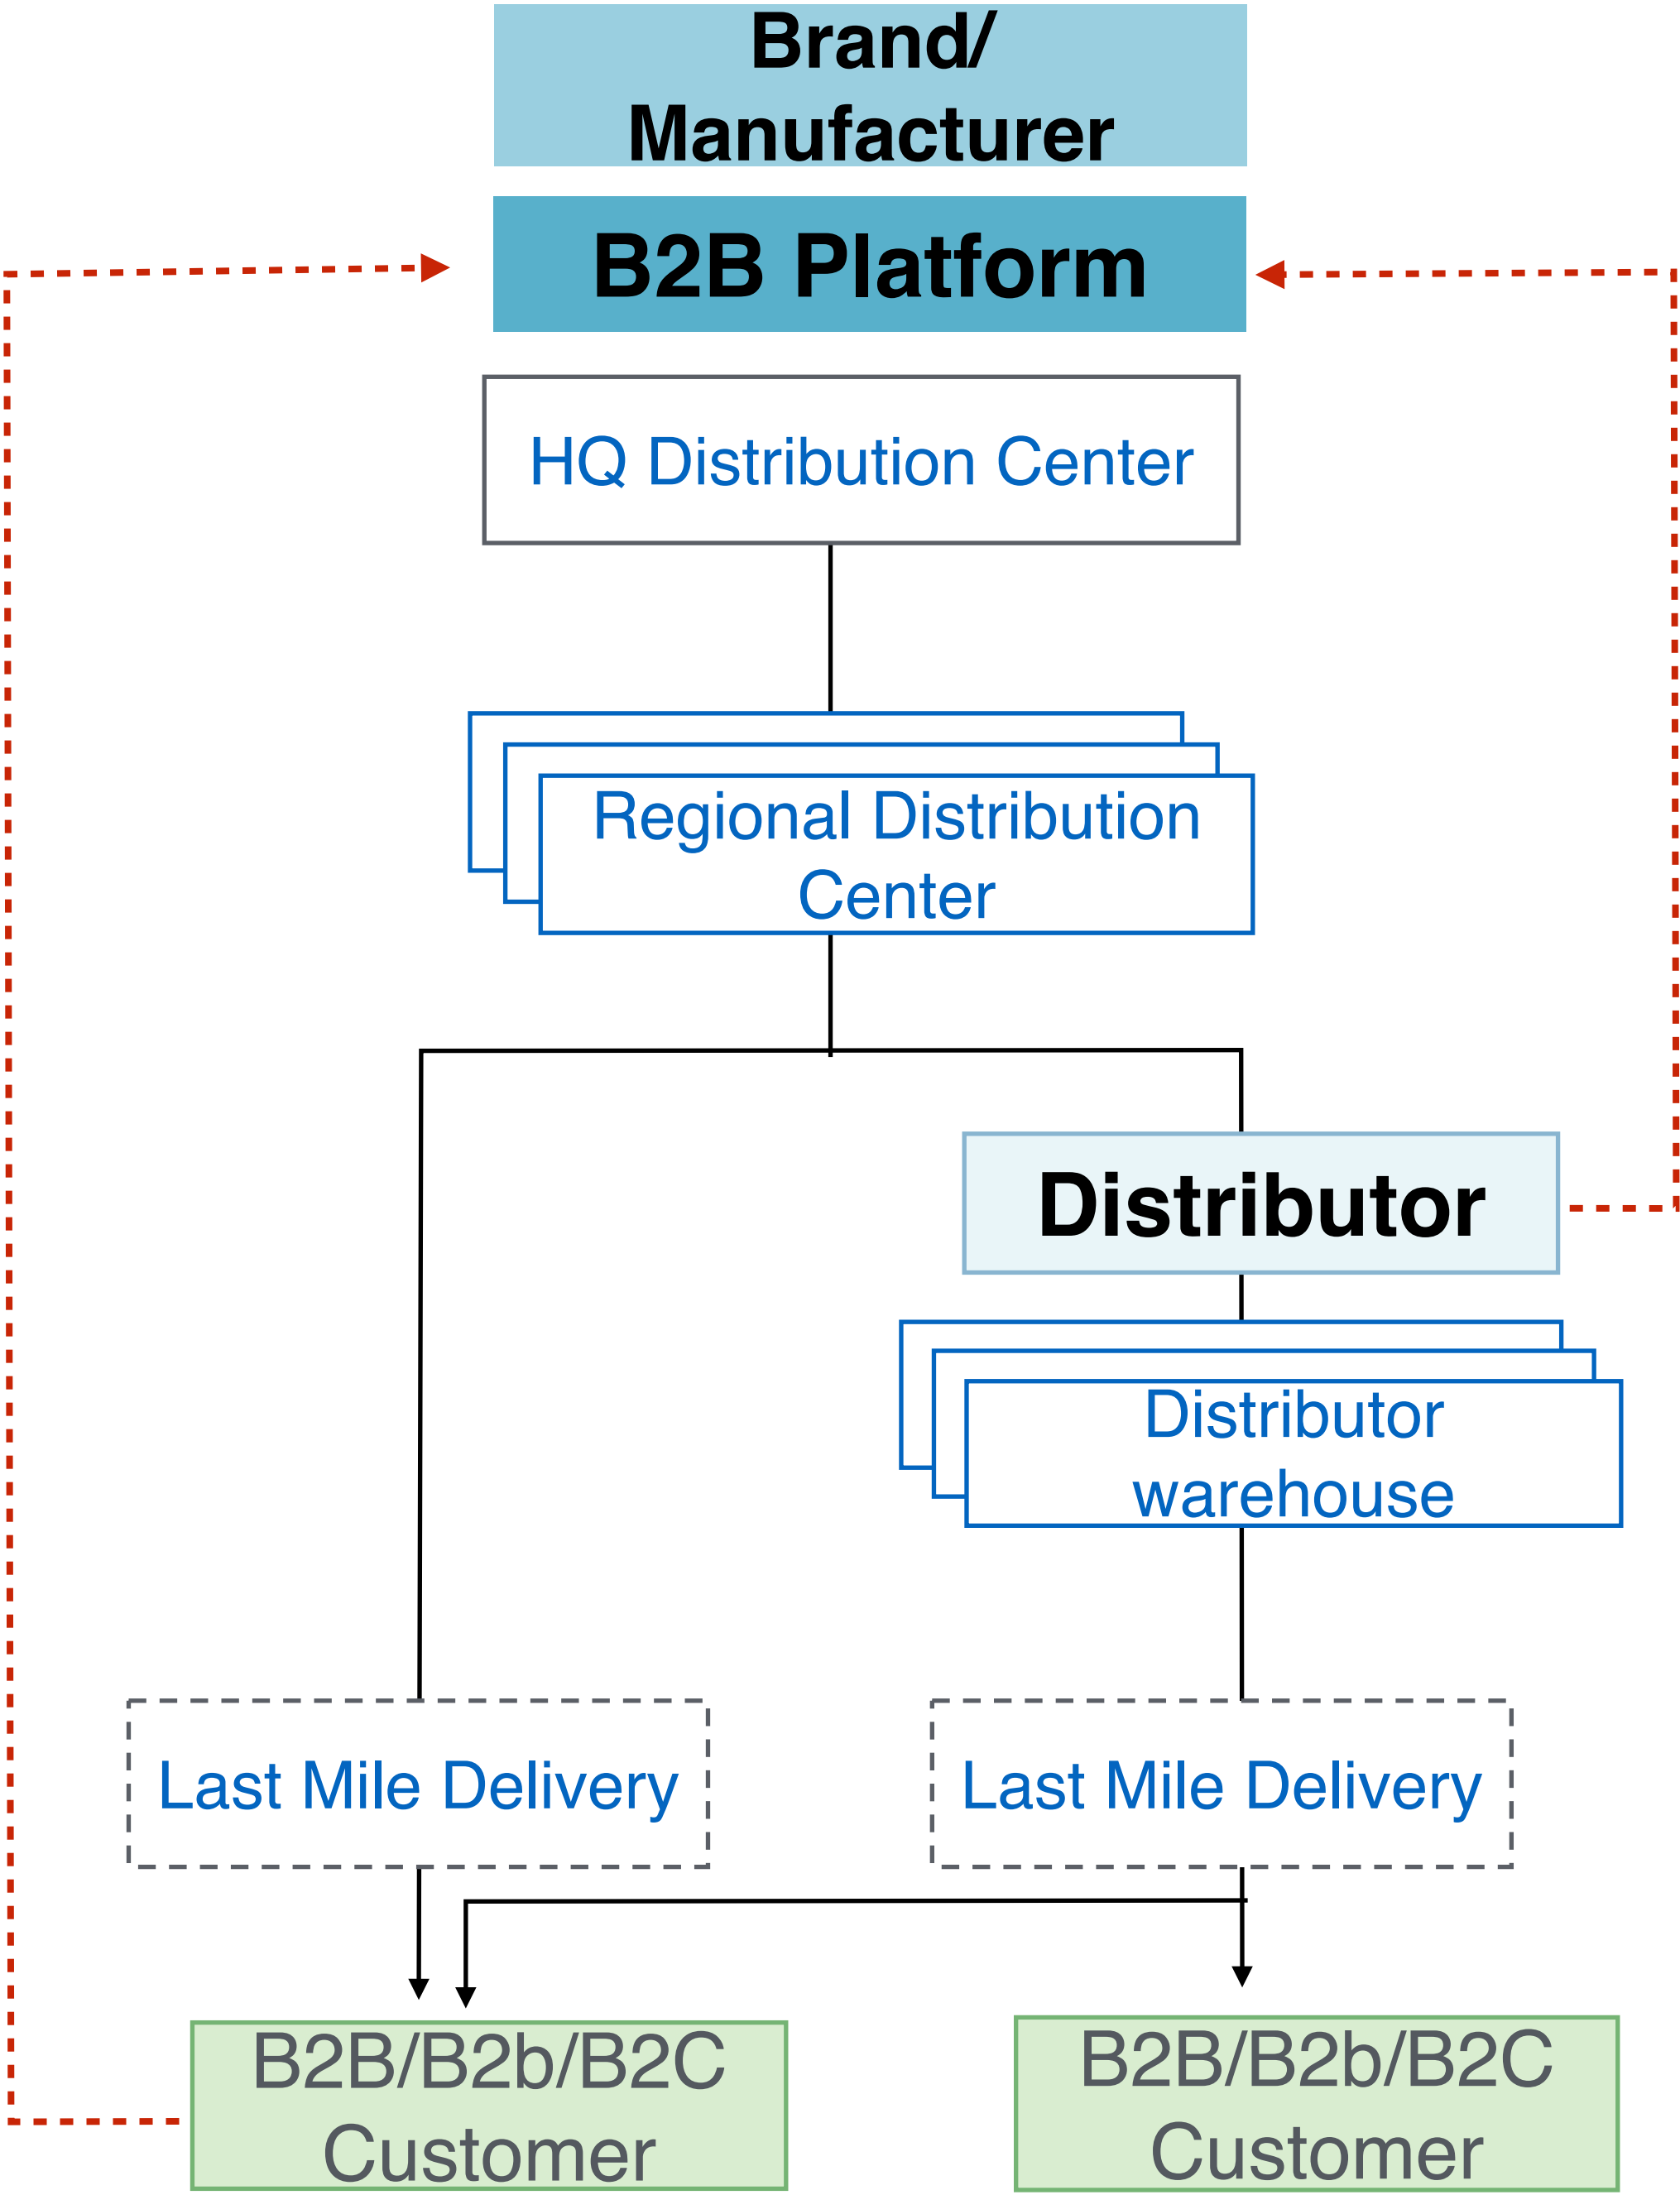 Brand/
Manufacturer
B2B Platform
HQ Distribution Center
Regional Distribution
Center
Distributor
Distributor
warehouse
Last Mile Delivery
Last Mile Delivery
B2B/B2b/B2C
Customer
B2B/B2b/B2C
Customer